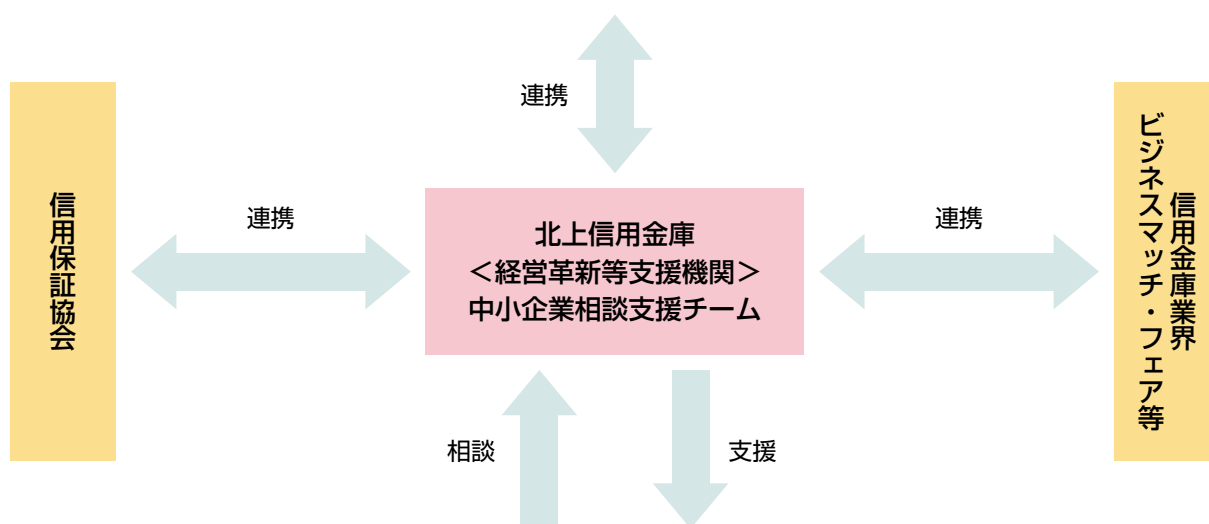 連携
信用保証協会
連携
北上信用金庫
＜経営革新等支援機関＞
中小企業相談支援チーム
連携
信用金庫業界
ビジネスマッチ・フェア等
相談
支援